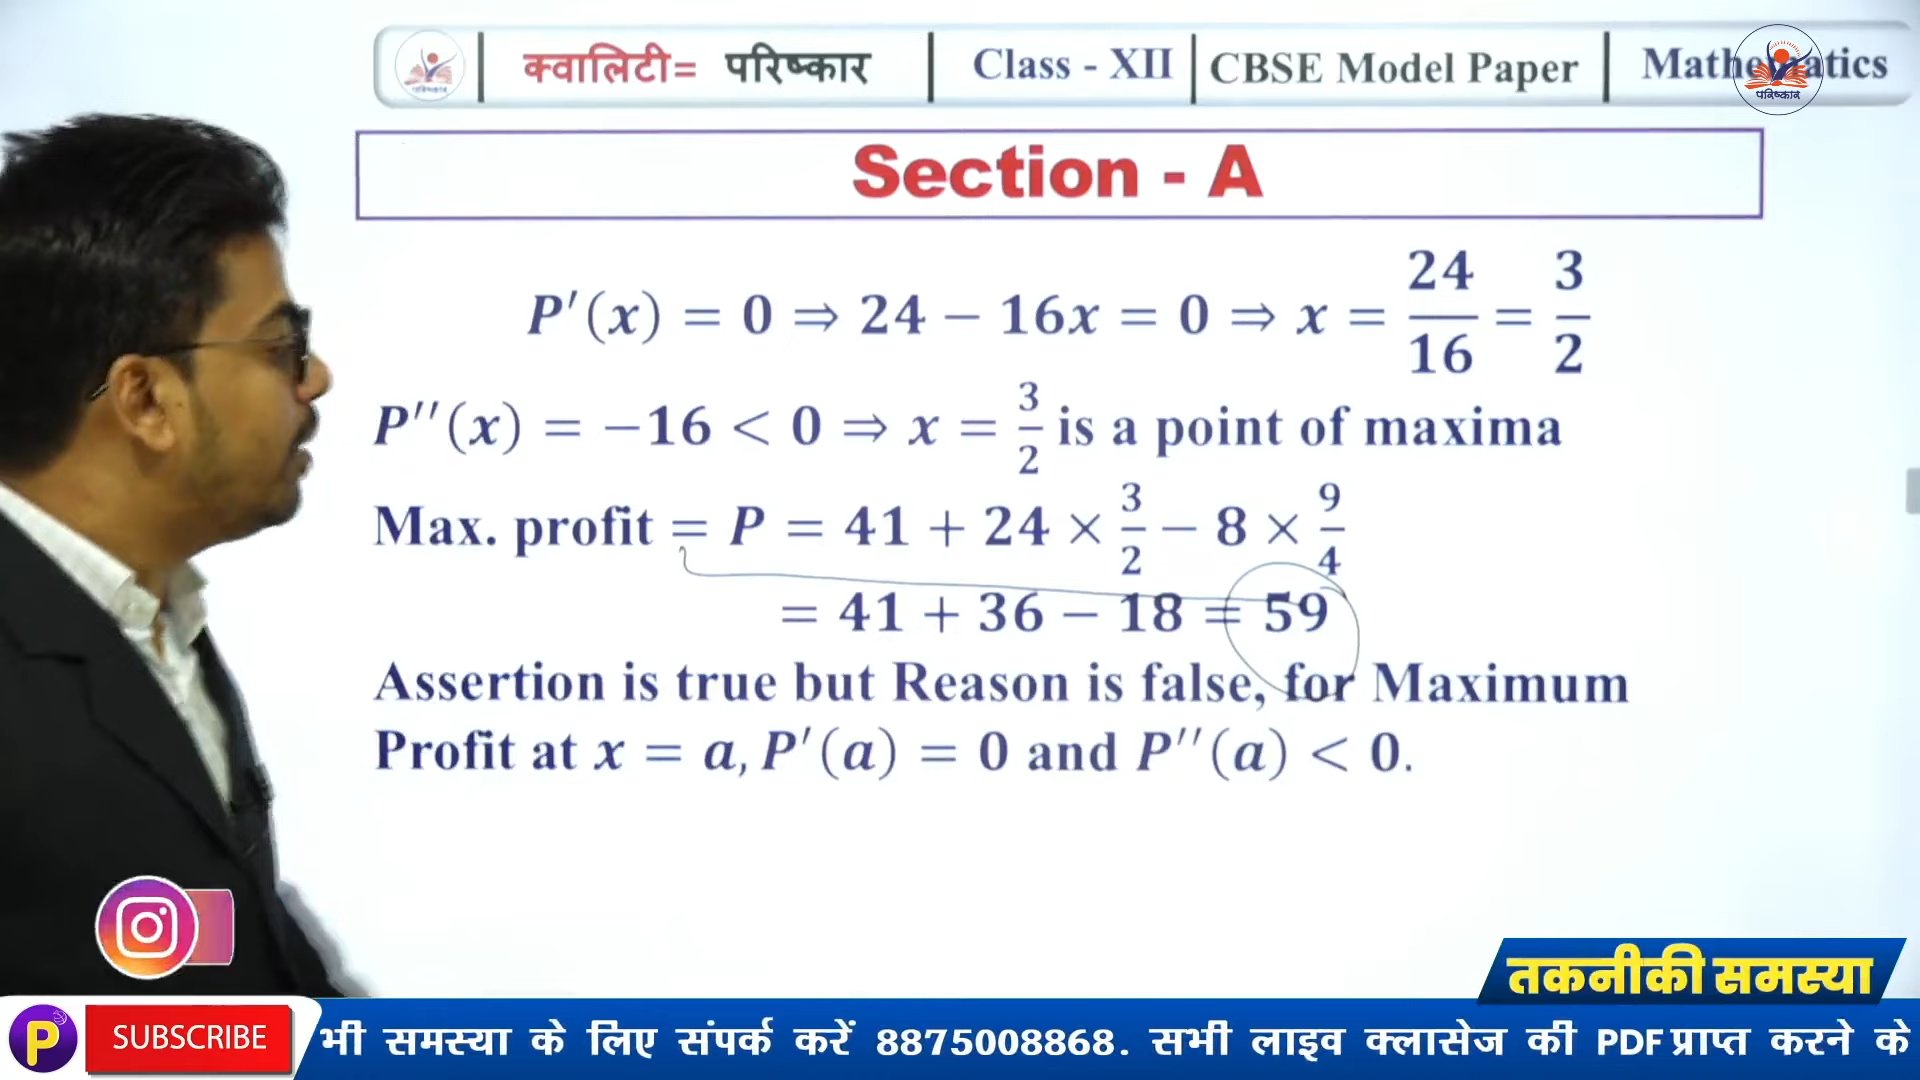 क्वालिटी= परिष्कार | Class - XII | CBSE Model Paper | Mathematics
परिष्कार
Section - A
P′(x) = 0 ⇒ 24 − 16x = 0 ⇒ x = 24/16 = 3/2
P′′(x) = −16 < 0 ⇒ x = 3/2 is a point of maxima
Max. profit = P = 41 + 24 × 3/2 − 8 × 9/4
= 41 + 36 − 18 = 59
Assertion is true but Reason is false, for Maximum
Profit at x = a, P′(a) = 0 and P′′(a) < 0.
तकनीकी समस्या
P SUBSCRIBE भी समस्या के लिए संपर्क करें 8875008868. सभी लाइव क्लासेज की PDF प्राप्त करने के